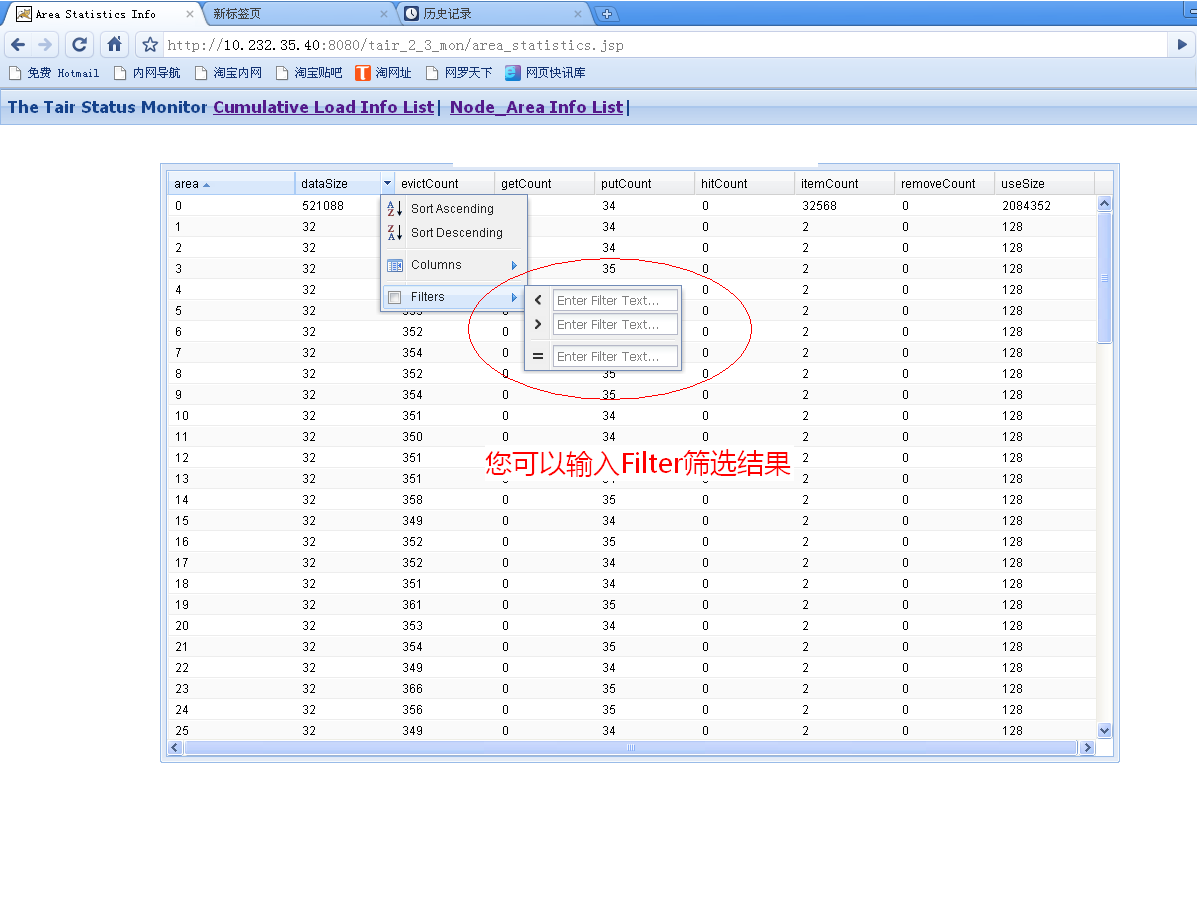 Area Statistics Info 新标签页 历史记录
http://10.232.35.40:8080/tair_2_3_mon/area_statistics.jsp
免费 Hotmail 内网导航 淘宝内网 淘宝贴吧 淘网址 网罗天下 网页快讯库
The Tair Status Monitor Cumulative Load Info List | Node_Area Info List |
area dataSize evictCount getCount putCount hitCount itemCount removeCount useSize
0 521088 34 0 32568 0 2084352
Sort Ascending
1 32 34 0 2 0 128
Sort Descending
2 32 34 0 2 0 128
Columns
3 32 35 0 2 0 128
4 32 0 2 0 128
Filters
< Enter Filter Text...
5 32 0 2 0 128
> Enter Filter Text...
6 32 352 0 0 2 0 128
7 32 354 0 0 2 0 128
= Enter Filter Text...
8 32 352 0 35 0 2 0 128
9 32 354 0 35 0 2 0 128
10 32 351 0 34 0 2 0 128
11 32 350 0 34 0 2 0 128
12 32 351 2 0 128
您可以输入Filter筛选结果
13 32 351 2 0 128
14 32 358 0 35 0 2 0 128
15 32 349 0 34 0 2 0 128
16 32 352 0 35 0 2 0 128
17 32 352 0 34 0 2 0 128
18 32 351 0 34 0 2 0 128
19 32 361 0 35 0 2 0 128
20 32 353 0 34 0 2 0 128
21 32 354 0 35 0 2 0 128
22 32 349 0 34 0 2 0 128
23 32 366 0 35 0 2 0 128
24 32 356 0 35 0 2 0 128
25 32 349 0 34 0 2 0 128